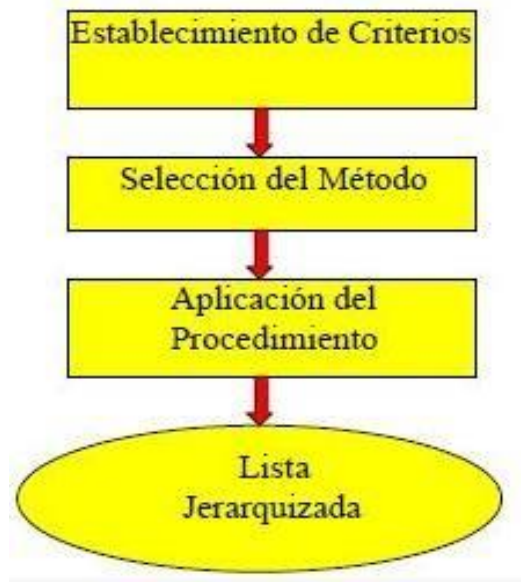 Establecimiento de Criterios
Selección del Método
Aplicación del
Procedimiento
Lista
Jerarquizada